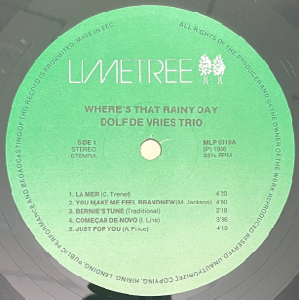 ALL RIGHTS OF THE PRODUCER AND OF THE OWNER OF THE WORK REPRODUCED RESERVED. UNAUTHORIZED COPYING, HIRING, LENDING, PUBLIC PERFORMANCE AND BROADCASTING OF THIS RECORD IS PROHIBITED. MADE IN EEC
LIMETREE
WHERE'S THAT RAINY DAY
DOLF DE VRIES TRIO
SIDE 1
STEREO
STEMRA
(P) 1986
33⅓ RPM
1. LA MER (C. Trenet) 4'30
2. YOU MAKE ME FEEL BRANDNEW (M. Jackson) 4'60
3. BERNIE'S TUNE (Traditional) 2'18
4. COMEÇAR DE NOVO (I. Lins) 3'36
5. JUST FOR YOU 4'10